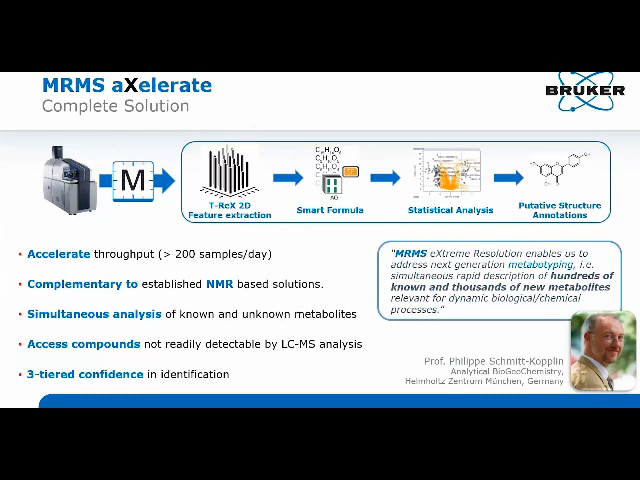 MRMS aXelerate
Complete Solution
BRUKER
M
T-ReX 2D
Feature extraction
Smart Formula
Statistical Analysis
Putative Structure
Annotations
• Accelerate throughput (> 200 samples/day)
• Complementary to established NMR based solutions.
• Simultaneous analysis of known and unknown metabolites
• Access compounds not readily detectable by LC-MS analysis
• 3-tiered confidence in identification
"MRMS eXtreme Resolution enables us to
address next generation metabotyping, i.e.
simultaneous rapid description of hundreds of
known and thousands of new metabolites
relevant for dynamic biological/chemical
processes."
Prof. Philippe Schmitt-Kopplin
Analytical BioGeoChemistry,
Helmholtz Zentrum München, Germany